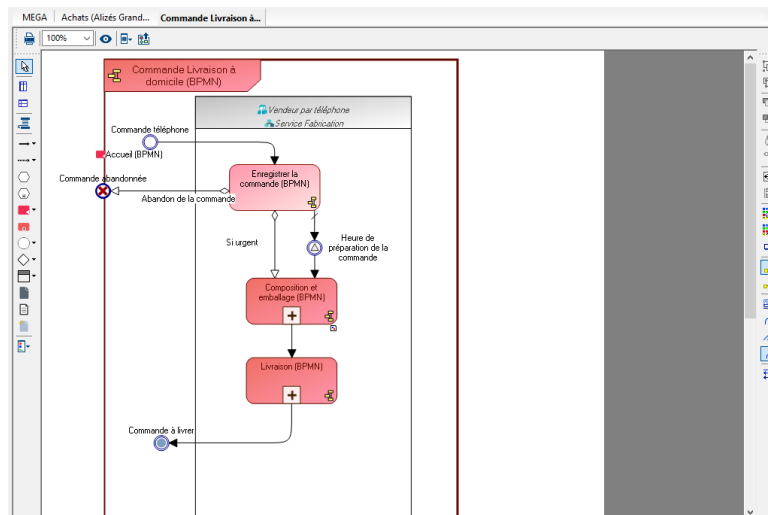 MEGA
Achats (Alizés Grand...
Commande Livraison à...
100%
Commande Livraison à
domicile (BPMN)
Vendeur par téléphone
Service Fabrication
Commande téléphone
Accueil (BPMN)
Enregistrer la
commande (BPMN)
Commande abandonnée
Abandon de la commande
Si urgent
Heure de
préparation de la
commande
Composition et
emballage (BPMN)
Livraison (BPMN)
Commande à livrer